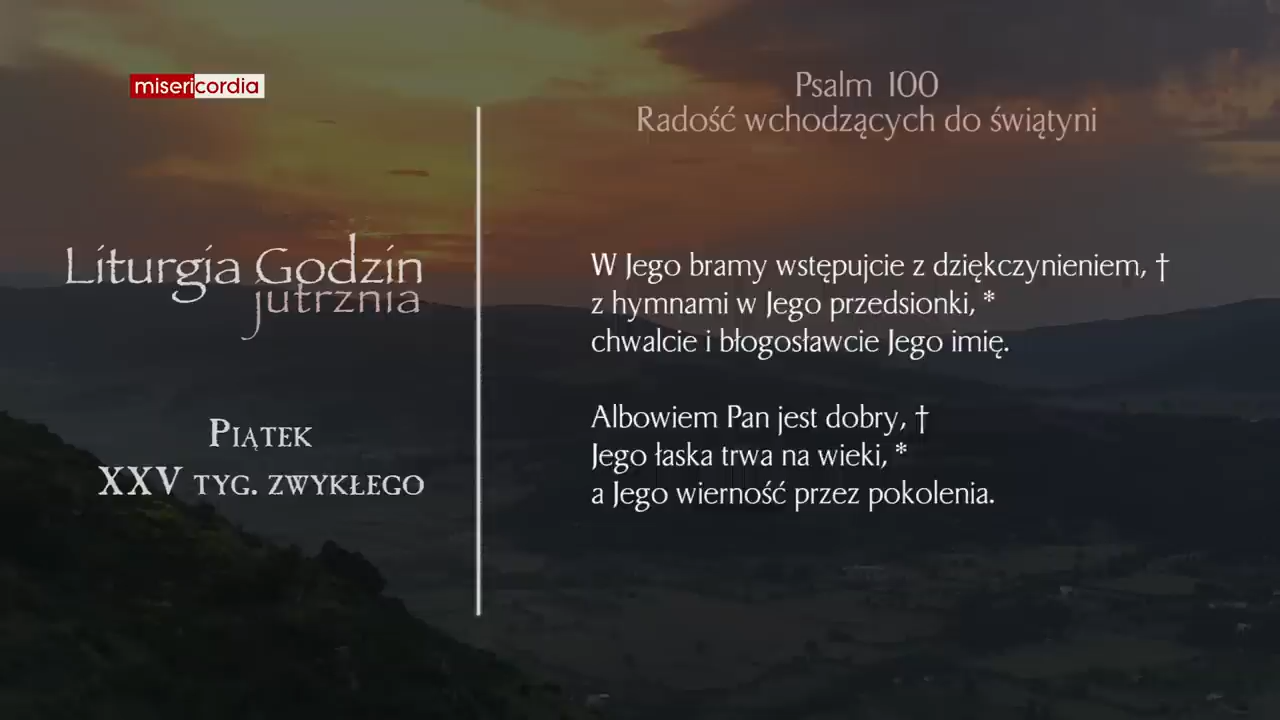 misericordia
Psalm 100
Radość wchodzących do świątyni
Liturgia Godzin
jutrznia
Piątek
XXV tyg. zwykłego
W Jego bramy wstępujcie z dziękczynieniem, †
z hymnami w Jego przedsionki, *
chwalcie i błogosławcie Jego imię.
Albowiem Pan jest dobry, †
Jego łaska trwa na wieki, *
a Jego wierność przez pokolenia.